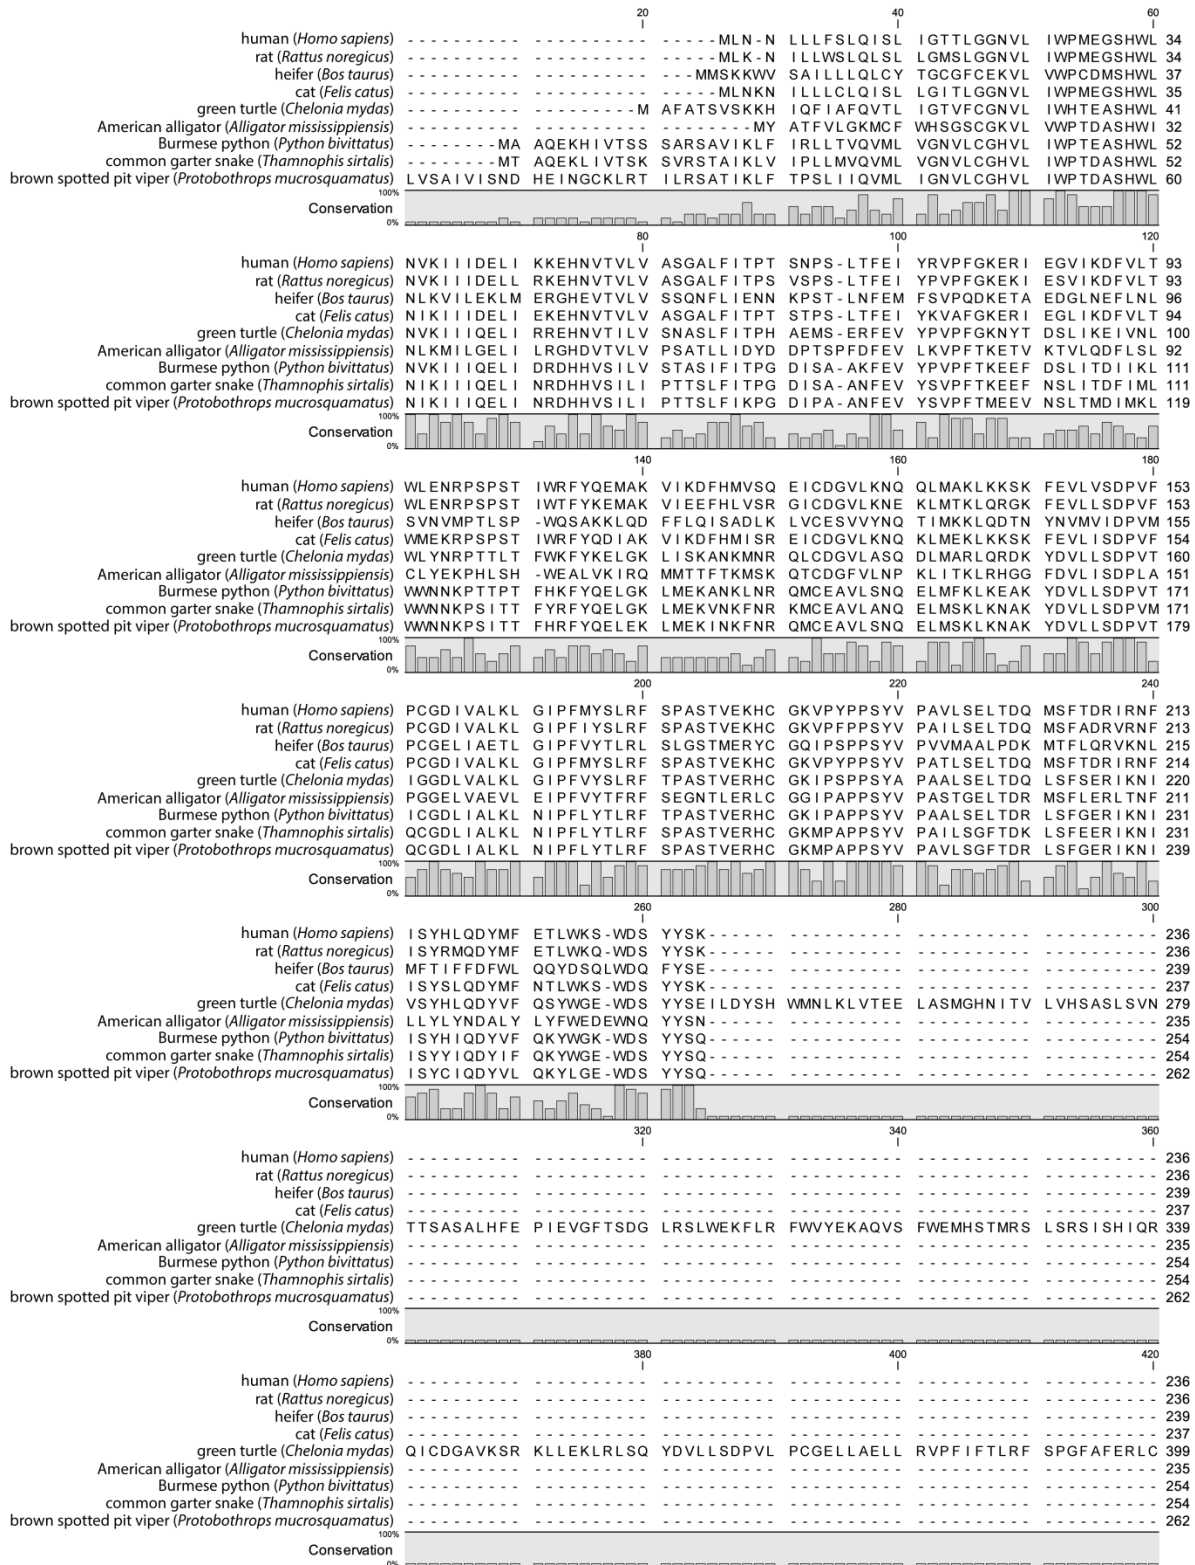 20 40 60
human (Homo sapiens) - - - - - - - - - - - - - - - - - - - - - - - - - MLN-N LLLFSLQISL IGTTLGGNVL IWPMEGSHWL 34
rat (Rattus noregicus) - - - - - - - - - - - - - - - - - - - - - - - - - MLK-N ILLWSLQLSL RGMSLGGNVL IWPMEGSHWL 34
heifer (Bos taurus) - - - - - - - - - - - - - - - - - - - - - - - MMSKKWV SAILLLQLCY TGCGFCEKVL VWPCDMSHWL 37
cat (Felis catus) - - - - - - - - - - - - - - - - - - - - - - - - - MLNKN ILLLCLQISL LGITLGGNVL IWPMEGSHWL 35
green turtle (Chelonia mydas) - - - - - - - - - - - - - - - - - - - M AFATSVSKKH IQFIAFQVTL IGTVFCGNVL IWHTEASHWL 41
American alligator (Alligator mississippiensis) - - - - - - - - - - - - - - - - - - - - - - - - - - - - MY ATFVLGKMCF WHSGSCGKVL VWPTDASHWI 32
Burmese python (Python bivittatus) - - - - - - - - MA AQEKHIVTSS SARSAVIKLF IRLLTVQVML VGNVLCGHVL IWPTEASHWL 52
common garter snake (Thamnophis sirtalis) - - - - - - - - MT AQEKLIVTSK SVRSTAIKLV IPLLMVQVML VGNVLCGHVL IWPTDASHWL 52
brown spotted pit viper (Protobothrops mucrosquamatus) LVSAIVISND HEINGCKLRT ILRSATIKLF TPSLIIQVML IGNVLCGHVL IWPTDASHWL 60
100%
Conservation
0%
80 100 120
human (Homo sapiens) NVKIIIDELI KKEHNVTVLV ASGALFITPT SNPS-LTFEI YRVPFGKERI EGVIKDFVLT 93
rat (Rattus noregicus) NVKIIIDELL RKEHNVTVLV ASGALFITPS VSPS-LTFEI YPVPFGKEKI ESVIKDFVLT 93
heifer (Bos taurus) NLKVILEKLM ERGHEVTVLV SSQNFLIENN KPST-LNFEM FSVPQDKETA EDGLNEFLNL 96
cat (Felis catus) NIKIIIDELI EKEHNVTVLV ASGALFITPT STPS-LTFEI YKVAFGKERI EGLIKDFVLT 94
green turtle (Chelonia mydas) NVKIIIQELI RREHNVTILV SNASLFITPH AEMS-ERFEV YPVPFGKNYT DSLIKEIVNL 100
American alligator (Alligator mississippiensis) NLKMILGELI LRGHDVTVLV PSATLLIDYD DPTSPFDFEV LKVPFTKETV KTVLQDFLSL 92
Burmese python (Python bivittatus) NVKIIIQELI DRDHHVSILV STASIFITPG DISA-AKFEV YPVPFTKEEF DSLITDIIKL 111
common garter snake (Thamnophis sirtalis) NIKIIIQELI NRDHHVSILI PTTSLFITPG DISA-ANFEV YSVPFTKEEF NSLITDFIML 111
brown spotted pit viper (Protobothrops mucrosquamatus) NIKIIIQELI NRDHHVSILI PTTSLFIKPG DIPA-ANFEV YSVPFTMEEV NSLTMDIMKL 119
100%
Conservation
0%
140 160 180
human (Homo sapiens) WLENRPSPST IWRFYQEMAK VIKDFHMVSQ EICDGVLKNQ QLMAKLKKSK FEVLVSDPVF 153
rat (Rattus noregicus) WLENRPSPST IWTFYKEMAK VIEEFHLVSR GICDGVLKNE KLMTKLQRGK FEVLLSDPVF 153
heifer (Bos taurus) SVNVMPTLSP -WQSAKKLQD FFLQISADLK LVCESVVYNQ TIMKKLQDTN YNVMVIDPVM 155
cat (Felis catus) WMEKRPSPST IWRFYQDIAK VIKDFHMISR EICDGVLKNQ KLMEKLKKSK FEVLISDPVF 154
green turtle (Chelonia mydas) WLYNRPTTLT FWKFYKELGK LISKANKMNR QLCDGVLASQ DLMARLQRDK YDVLLSDPVT 160
American alligator (Alligator mississippiensis) CLYEKPHLSH -WEALVKIRQ MMTTFTKMSK QTCDGFVLNP KLITKLRHGG FDVLISDPLA 151
Burmese python (Python bivittatus) WWNNKPTTPT FHKFYQELGK LMEKANKLNR QMCEAVLSNQ ELMFKLKEAK YDVLLSDPVT 171
common garter snake (Thamnophis sirtalis) WWNNKPSITT FYRFYQELGK LMEKVNKFNR KMCEAVLANQ ELMSKLKNAK YDVLLSDPVM 171
brown spotted pit viper (Protobothrops mucrosquamatus) WWNNKPSITT FHRFYQELEK LMEKINKFNR QMCEAVLSNQ ELMSKLKNAK YDVLLSDPVT 179
100%
Conservation
0%
200 220 240
human (Homo sapiens) PCGDIVALKL GIPFMYSLRF SPASTVEKHC GKVPYPPSYV PAVLSELTDQ MSFTDRIRNF 213
rat (Rattus noregicus) PCGDIVALKL GIPFIYSLRF SPASTVEKHC GKVPFPPSYV PAILSELTDQ MSFADRVRNF 213
heifer (Bos taurus) PCGELIAETL GIPFVYTLRL SLGSTMERYC GQIPSPPSYV PVVMAALPDK MTFLQRVKNL 215
cat (Felis catus) PCGDIVALKL GIPFMYSLRF SPASTVEKHC GKVPYPPSYV PATLSELTDQ MSFTDRIRNF 214
green turtle (Chelonia mydas) IGGDLVALKL GIPFVYSLRF TPASTVERHC GKIPSPPSYA PAALSELTDQ LSFSERIKNI 220
American alligator (Alligator mississippiensis) PGGELVAEVL EIPFVYTFRF SEGNTLERLC GGIPAPPSYV PASTGELTDR MSFLERLTNF 211
Burmese python (Python bivittatus) ICGDLIALKL NIPFLYTLRF TPASTVERHC GKIPAPPSYV PAALSELTDR LSFGERIKNI 231
common garter snake (Thamnophis sirtalis) QCGDLIALKL NIPFLYTLRF SPASTVERHC GKMPAPPSYV PAILSGFTDK LSFEERIKNI 231
brown spotted pit viper (Protobothrops mucrosquamatus) QCGDLIALKL NIPFLYTLRF SPASTVERHC GKMPAPPSYV PAVLSGFTDR LSFGERIKNI 239
100%
Conservation
0%
260 280 300
human (Homo sapiens) ISYHLQDYMF ETLWKS-WDS YYSK- - - - - - - - - - - - - - - - - - - - - - - - - - - - - - - - - - - - 236
rat (Rattus noregicus) ISYRMQDYMF ETLWKQ-WDS YYSK- - - - - - - - - - - - - - - - - - - - - - - - - - - - - - - - - - - - 236
heifer (Bos taurus) MFTIFFDFWL QQYDSQLWDQ FYSE- - - - - - - - - - - - - - - - - - - - - - - - - - - - - - - - - - - - 239
cat (Felis catus) ISYSLQDYMF NTLWKS-WDS YYSK- - - - - - - - - - - - - - - - - - - - - - - - - - - - - - - - - - - - 237
green turtle (Chelonia mydas) VSYHLQDYVF QSYWGE-WDS YYSEILDYSH WMNLKLVTEE LASMGHNITV LVHSASLSVN 279
American alligator (Alligator mississippiensis) LLYLYNDALY LYFWEDEWNQ YYSN- - - - - - - - - - - - - - - - - - - - - - - - - - - - - - - - - - - - 235
Burmese python (Python bivittatus) ISYHIQDYVF QKYWGK-WDS YYSQ- - - - - - - - - - - - - - - - - - - - - - - - - - - - - - - - - - - - 254
common garter snake (Thamnophis sirtalis) ISYYIQDYIF QKYWGE-WDS YYSQ- - - - - - - - - - - - - - - - - - - - - - - - - - - - - - - - - - - - 254
brown spotted pit viper (Protobothrops mucrosquamatus) ISYCIQDYVL QKYLGE-WDS YYSQ- - - - - - - - - - - - - - - - - - - - - - - - - - - - - - - - - - - - 262
100%
Conservation
0%
320 340 360
human (Homo sapiens) - - - - - - - - - - 236
rat (Rattus noregicus) - - - - - - - - - - 236
heifer (Bos taurus) - - - - - - - - - - 239
cat (Felis catus) - - - - - - - - - - 237
green turtle (Chelonia mydas) TTSASALHFE PIEVGFTSDG LRSLWEKFLR FWVYEKAQVS FWEMHSTMRS LSRSISHIQR 339
American alligator (Alligator mississippiensis) - - - - - - - - - - 235
Burmese python (Python bivittatus) - - - - - - - - - - 254
common garter snake (Thamnophis sirtalis) - - - - - - - - - - 254
brown spotted pit viper (Protobothrops mucrosquamatus) - - - - - - - - - - 262
100%
Conservation
0%
380 400 420
human (Homo sapiens) - - - - - - - - - - 236
rat (Rattus noregicus) - - - - - - - - - - 236
heifer (Bos taurus) - - - - - - - - - - 239
cat (Felis catus) - - - - - - - - - - 237
green turtle (Chelonia mydas) QICDGAVKSR KLLEKLRLSQ YDVLLSDPVL PCGELLAELL RVPFIFTLRF SPGFAFERLC 399
American alligator (Alligator mississippiensis) - - - - - - - - - - 235
Burmese python (Python bivittatus) - - - - - - - - - - 254
common garter snake (Thamnophis sirtalis) - - - - - - - - - - 254
brown spotted pit viper (Protobothrops mucrosquamatus) - - - - - - - - - - 262
100%
Conservation
0%